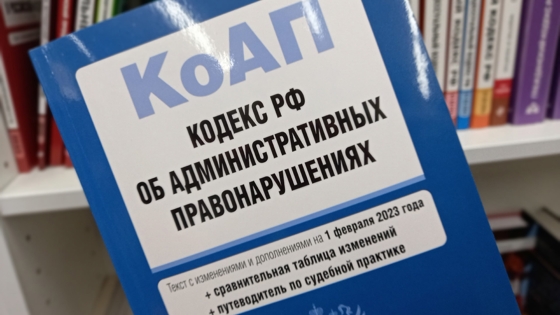 КоАП
КОДЕКС РФ
ОБ АДМИНИСТРАТИВНЫХ
ПРАВОНАРУШЕНИЯХ
Текст с изменениями и дополнениями на 1 февраля 2023 года
+ сравнительная таблица изменений
+ путеводитель по судебной практике